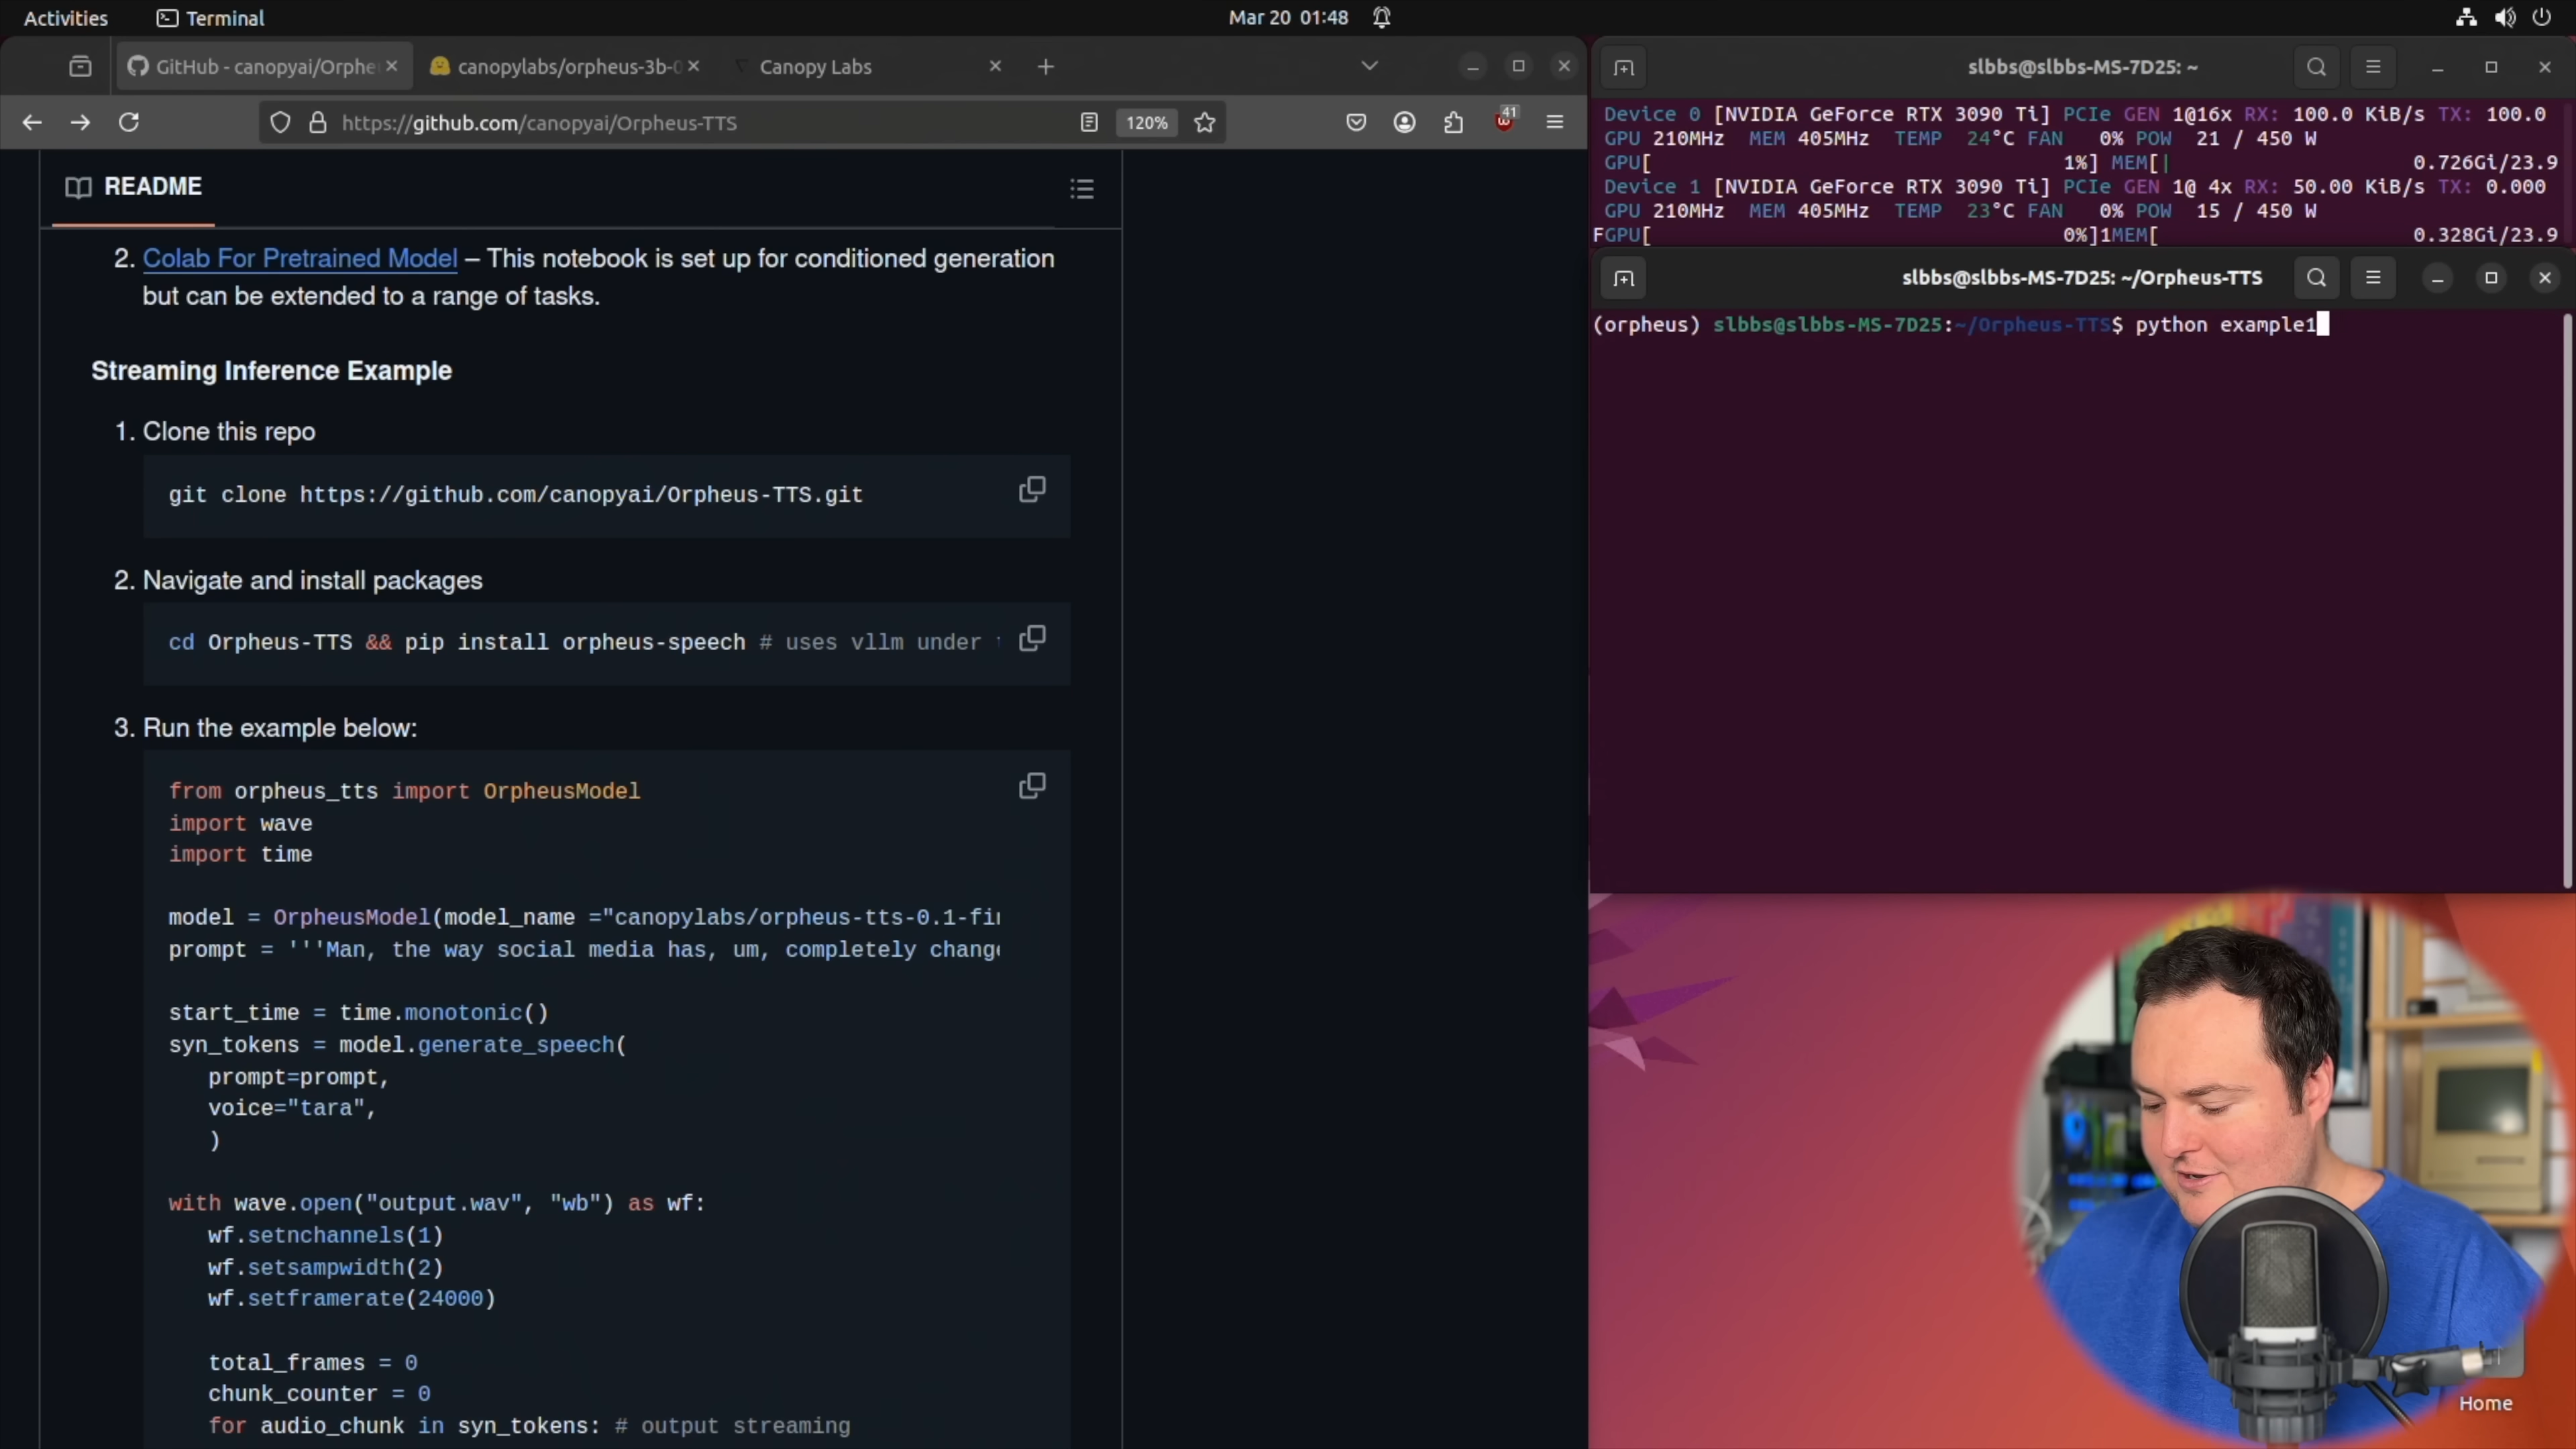 Activities
Terminal
Mar 20 01:48
GitHub - canopyai/Orphe
canopylabs/orpheus-3b-0
Canopy Labs
https://github.com/canopyai/Orpheus-TTS
120%
41
README
2. Colab For Pretrained Model – This notebook is set up for conditioned generation
but can be extended to a range of tasks.
Streaming Inference Example
1. Clone this repo
git clone https://github.com/canopyai/Orpheus-TTS.git
2. Navigate and install packages
cd Orpheus-TTS && pip install orpheus-speech # uses vllm under
3. Run the example below:
from orpheus_tts import OrpheusModel
import wave
import time
model = OrpheusModel(model_name ="canopylabs/orpheus-tts-0.1-fin
prompt = '''Man, the way social media has, um, completely change
start_time = time.monotonic()
syn_tokens = model.generate_speech(
prompt=prompt,
voice="tara",
)
with wave.open("output.wav", "wb") as wf:
wf.setnchannels(1)
wf.setsampwidth(2)
wf.setframerate(24000)
total_frames = 0
chunk_counter = 0
for audio_chunk in syn_tokens: # output streaming
slbbs@slbbs-MS-7D25: ~
Device 0 [NVIDIA GeForce RTX 3090 Ti] PCIe GEN 1@16x RX: 100.0 KiB/s TX: 100.0
GPU 210MHz MEM 405MHz TEMP 24°C FAN 0% POW 21 / 450 W
GPU[ 1%] MEM[| 0.726Gi/23.9
Device 1 [NVIDIA GeForce RTX 3090 Ti] PCIe GEN 1@ 4x RX: 50.00 KiB/s TX: 0.000
GPU 210MHz MEM 405MHz TEMP 23°C FAN 0% POW 15 / 450 W
FGPU[ 0%]1MEM[ 0.328Gi/23.9
slbbs@slbbs-MS-7D25: ~/Orpheus-TTS
(orpheus) slbbs@slbbs-MS-7D25:~/Orpheus-TTS$ python example1
Home